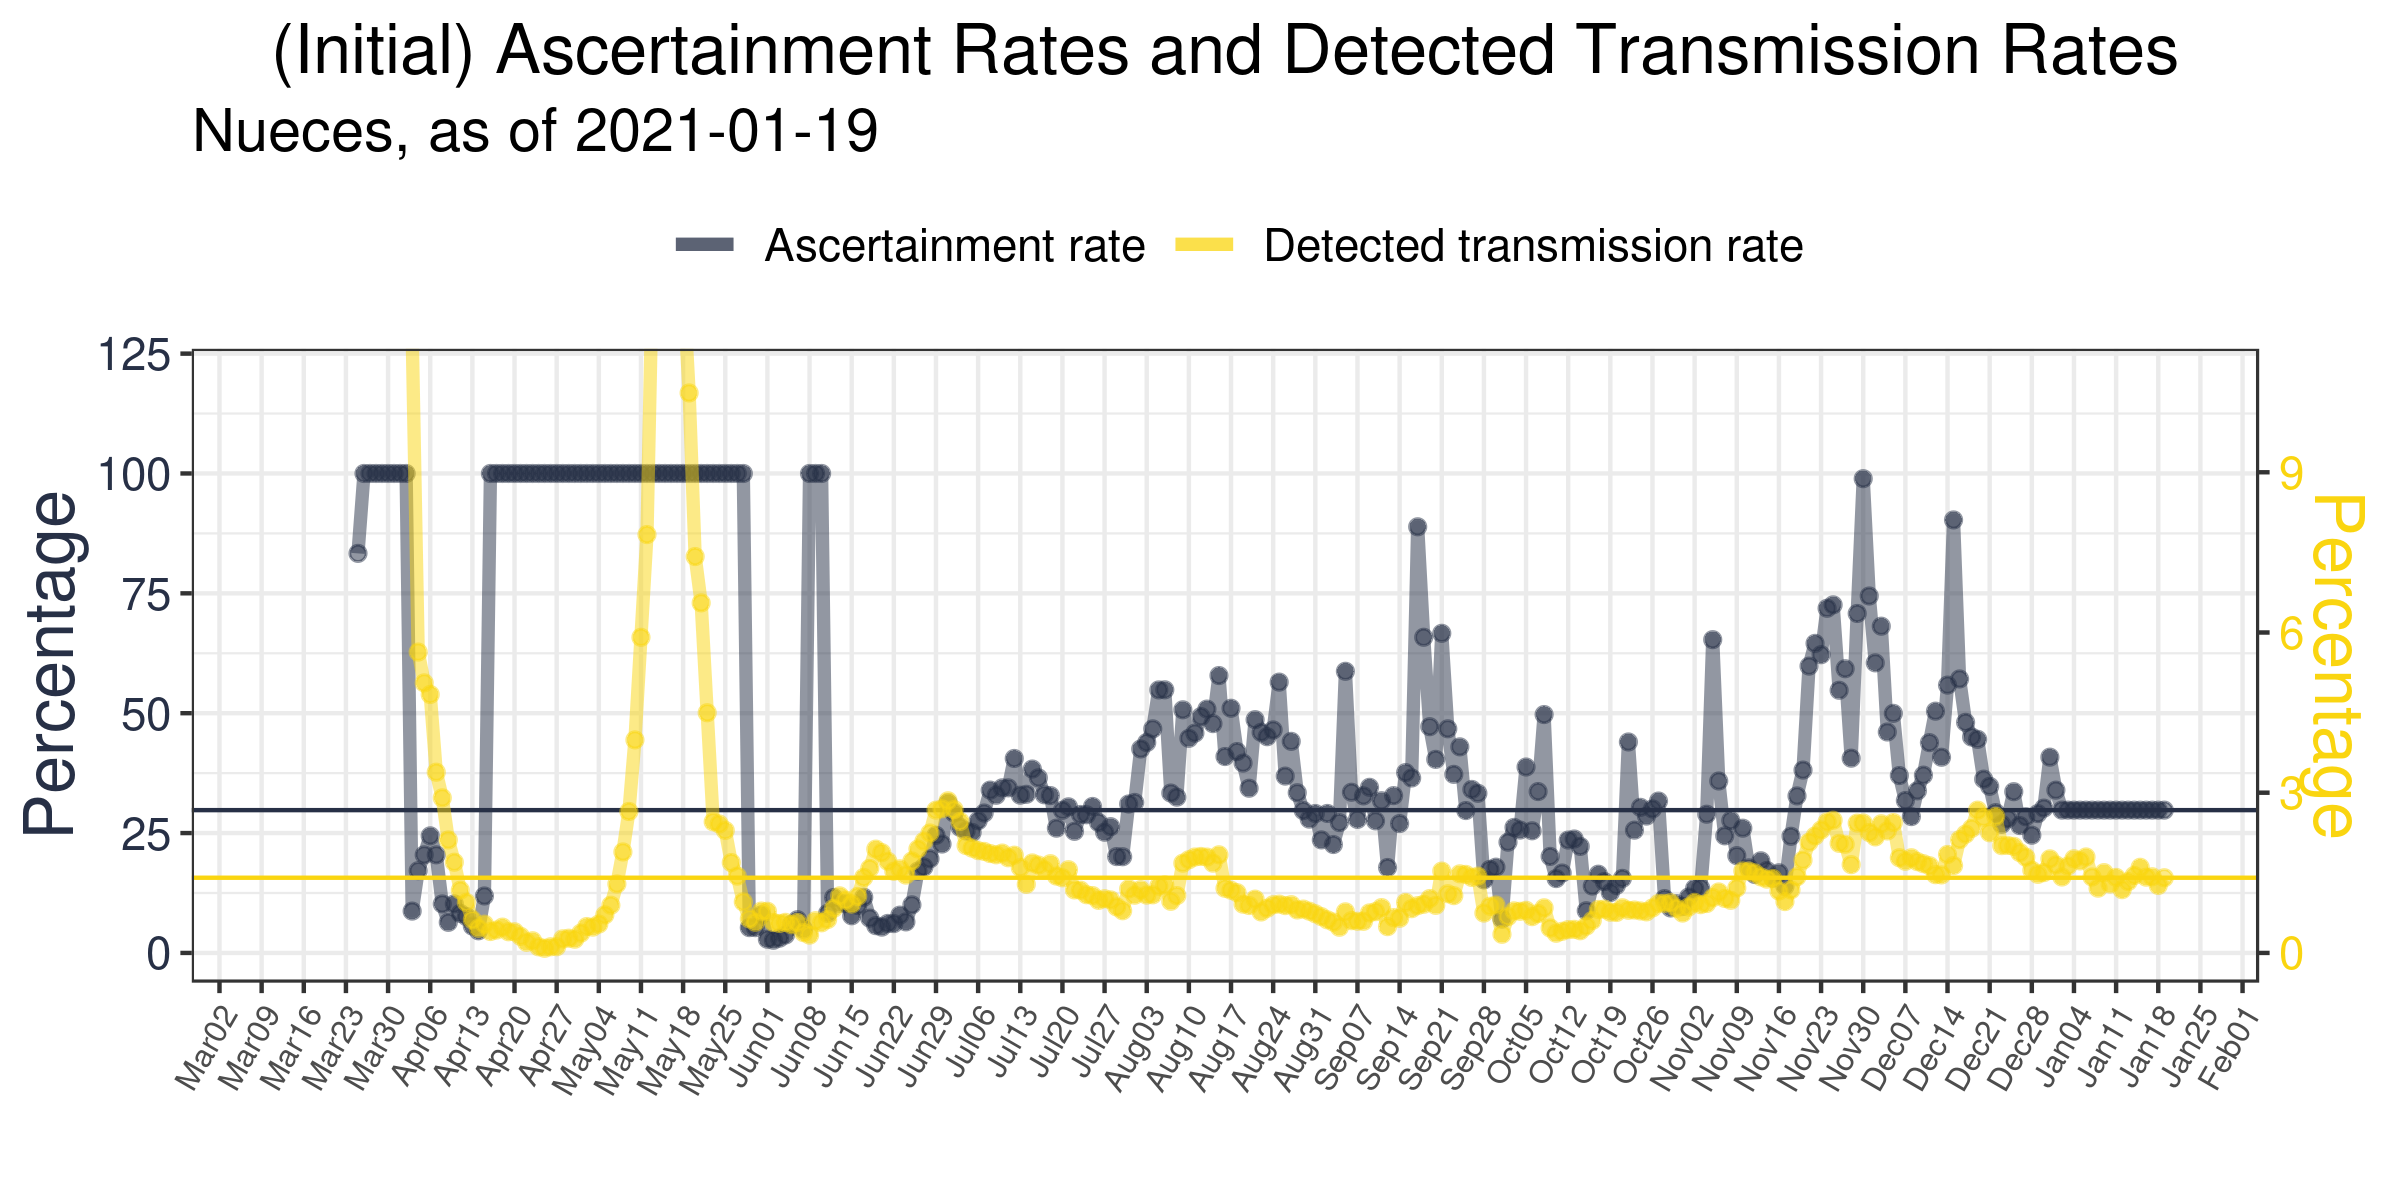 (Initial) Ascertainment Rates and Detected Transmission Rates
Nueces, as of 2021-01-19
Ascertainment rate
Detected transmission rate
Percentage
125
100
75
50
25
0
9
6
3
0
Percentage
Mar02
Mar09
Mar16
Mar23
Mar30
Apr06
Apr13
Apr20
Apr27
May04
May11
May18
May25
Jun01
Jun08
Jun15
Jun22
Jun29
Jul06
Jul13
Jul20
Jul27
Aug03
Aug10
Aug17
Aug24
Aug31
Sep07
Sep14
Sep21
Sep28
Oct05
Oct12
Oct19
Oct26
Nov02
Nov09
Nov16
Nov23
Nov30
Dec07
Dec14
Dec21
Dec28
Jan04
Jan11
Jan18
Jan25
Feb01